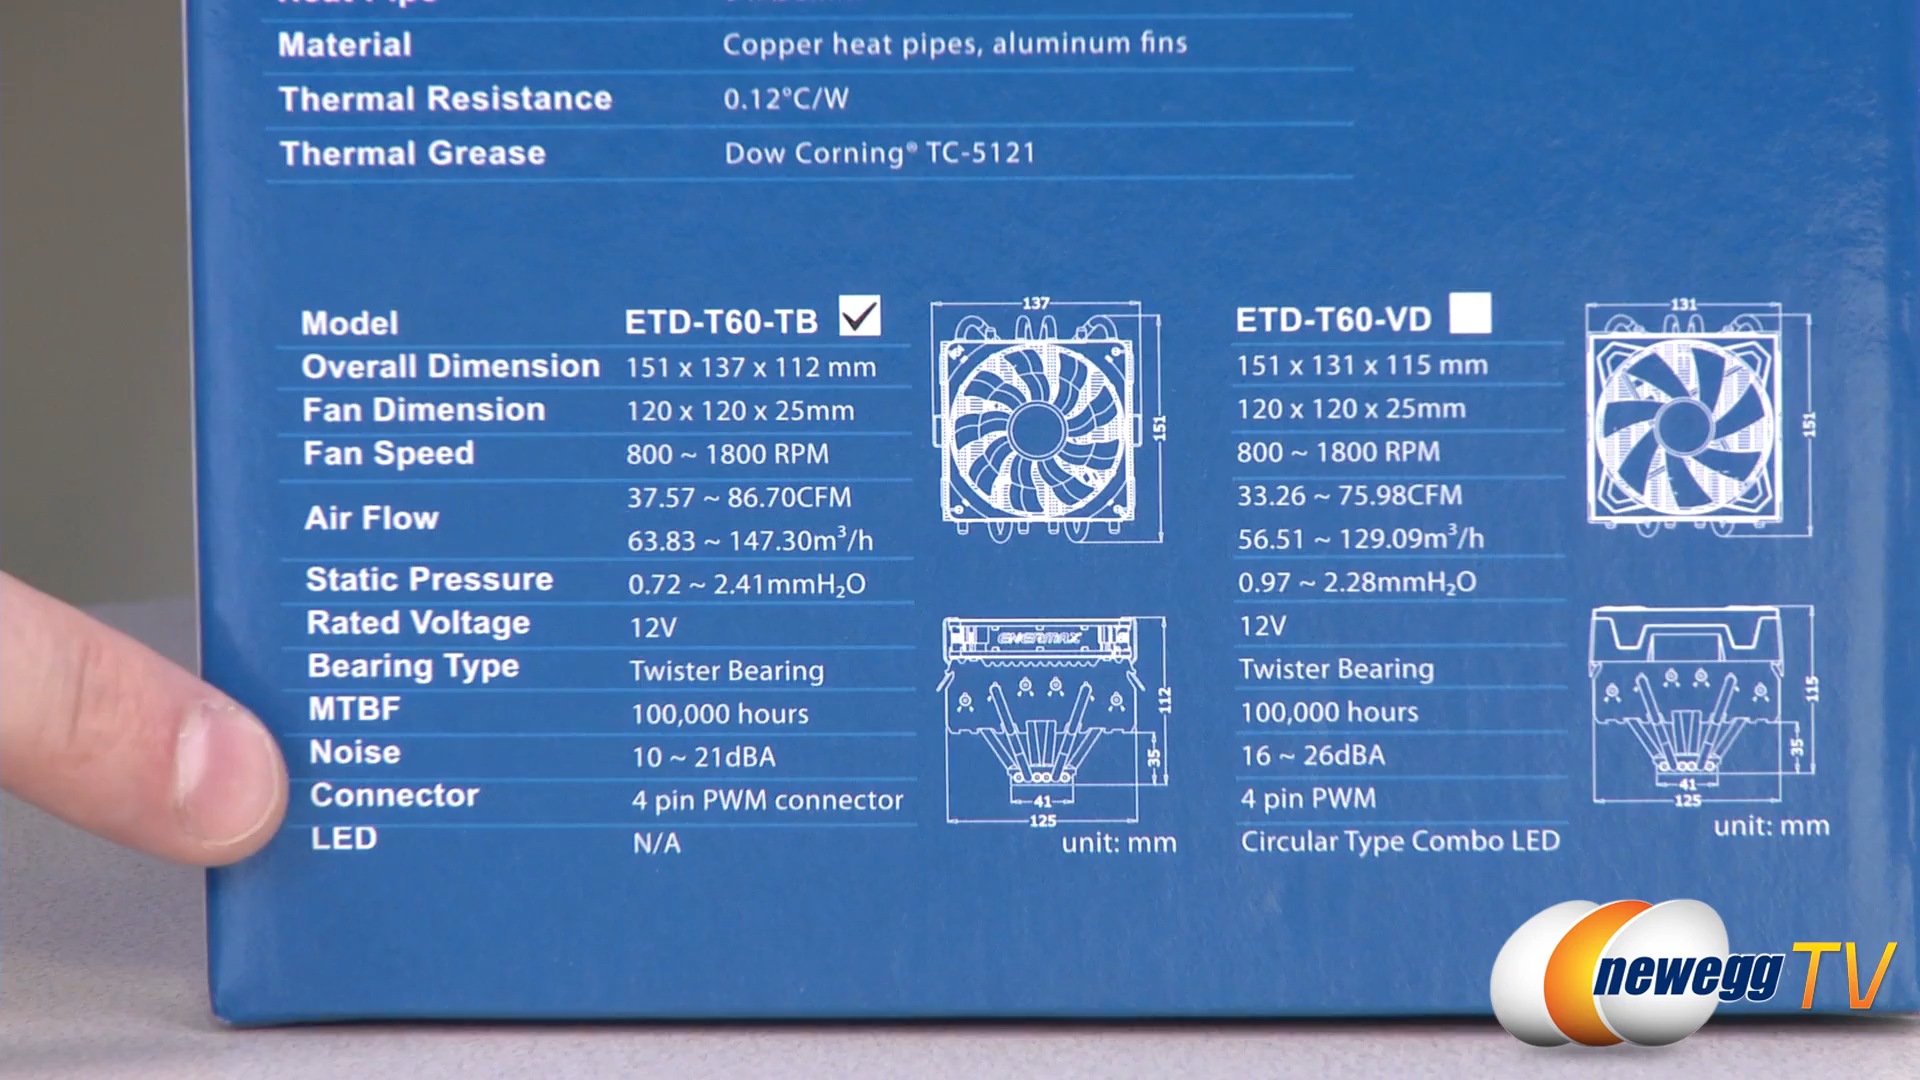 Heat Pipe
Material Copper heat pipes, aluminum fins
Thermal Resistance 0.12°C/W
Thermal Grease Dow Corning® TC-5121
Model ETD-T60-TB ETD-T60-VD
Overall Dimension 151 x 137 x 112 mm 151 x 131 x 115 mm
Fan Dimension 120 x 120 x 25mm 120 x 120 x 25mm
Fan Speed 800 ~ 1800 RPM 800 ~ 1800 RPM
Air Flow 37.57 ~ 86.70CFM 33.26 ~ 75.98CFM
63.83 ~ 147.30m³/h 56.51 ~ 129.09m³/h
Static Pressure 0.72 ~ 2.41mmH₂O 0.97 ~ 2.28mmH₂O
Rated Voltage 12V 12V
Bearing Type Twister Bearing Twister Bearing
MTBF 100,000 hours 100,000 hours
Noise 10 ~ 21dBA 16 ~ 26dBA
Connector 4 pin PWM connector 4 pin PWM
LED N/A Circular Type Combo LED
137
151
ENERMAX
112
35
41
125
unit: mm
131
151
115
35
41
125
unit: mm
newegg TV